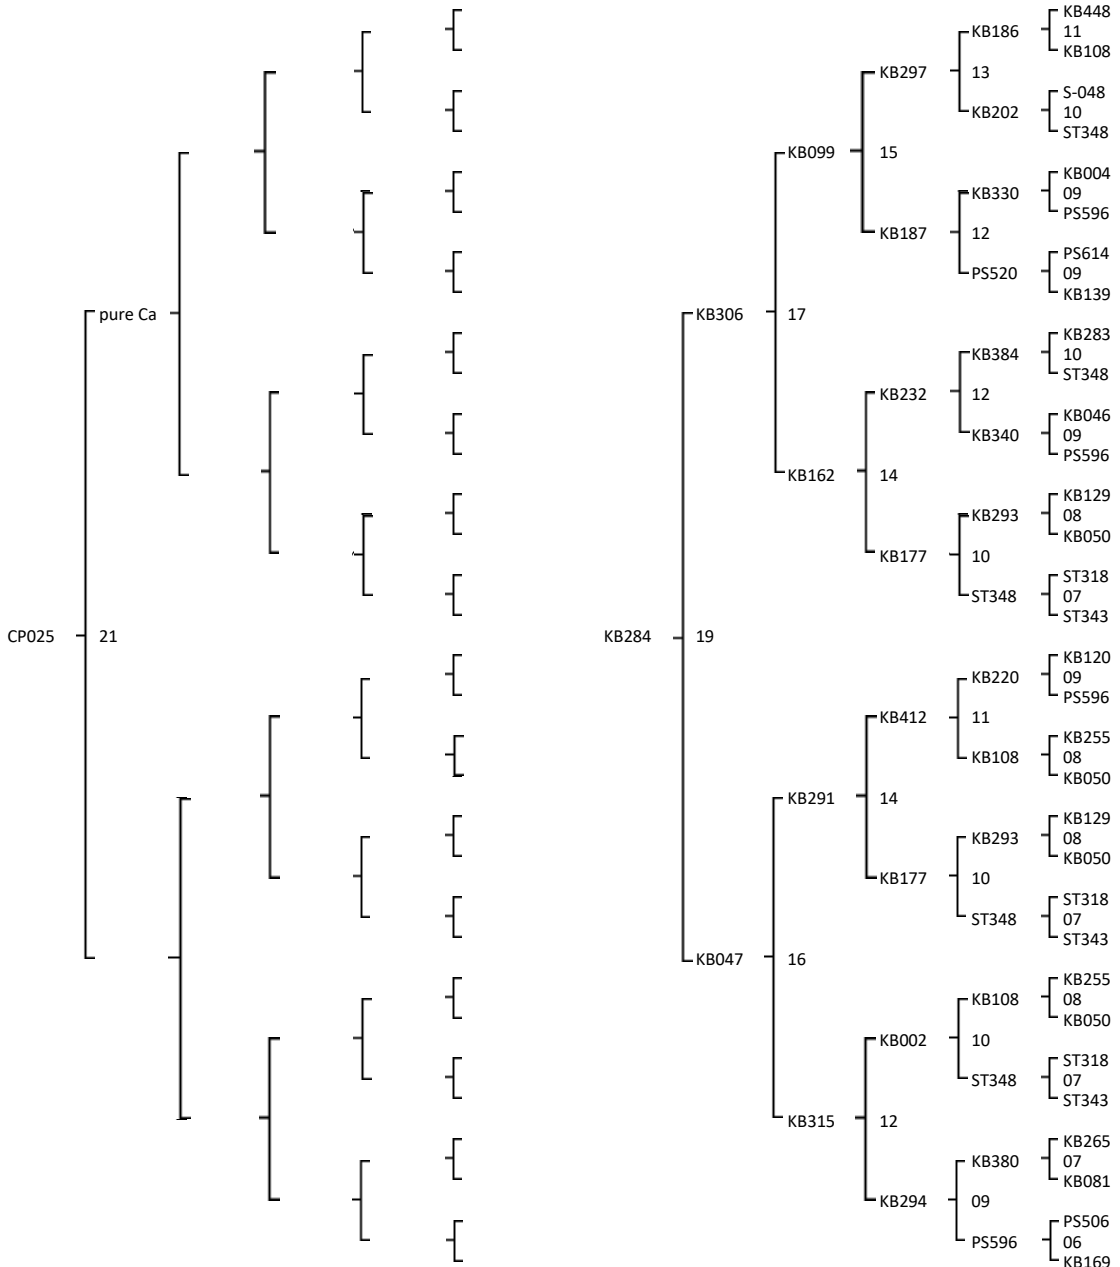 KB448
KB186 11
KB108
KB297 13
S-048
KB202 10
ST348
KB099 15
KB004
KB330 09
PS596
KB187 12
PS614
PS520 09
KB139
pure Ca KB306 17
KB283
KB384 10
ST348
KB232 12
KB046
KB340 09
PS596
KB162 14
KB129
KB293 08
KB050
KB177 10
ST318
ST348 07
ST343
CP025 21 KB284 19
KB120
KB220 09
PS596
KB412 11
KB255
KB108 08
KB050
KB291 14
KB129
KB293 08
KB050
KB177 10
ST318
ST348 07
ST343
KB047 16
KB255
KB108 08
KB050
KB002 10
ST318
ST348 07
ST343
KB315 12
KB265
KB380 07
KB081
KB294 09
PS506
PS596 06
KB169